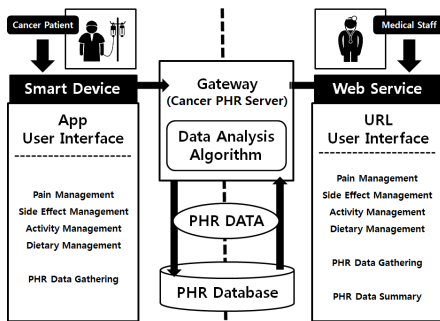 Cancer Patient
Smart Device
App
User Interface
Pain Management
Side Effect Management
Activity Management
Dietary Management
PHR Data Gathering
Gateway
(Cancer PHR Server)
Data Analysis
Algorithm
PHR DATA
PHR Database
Medical Staff
Web Service
URL
User Interface
Pain Management
Side Effect Management
Activity Management
Dietary Management
PHR Data Gathering
PHR Data Summary